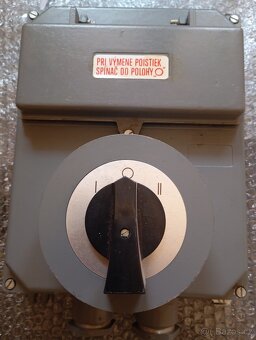 PRI VÝMENE POISTIEK
SPÍNAČ DO POLOHY O
I O II